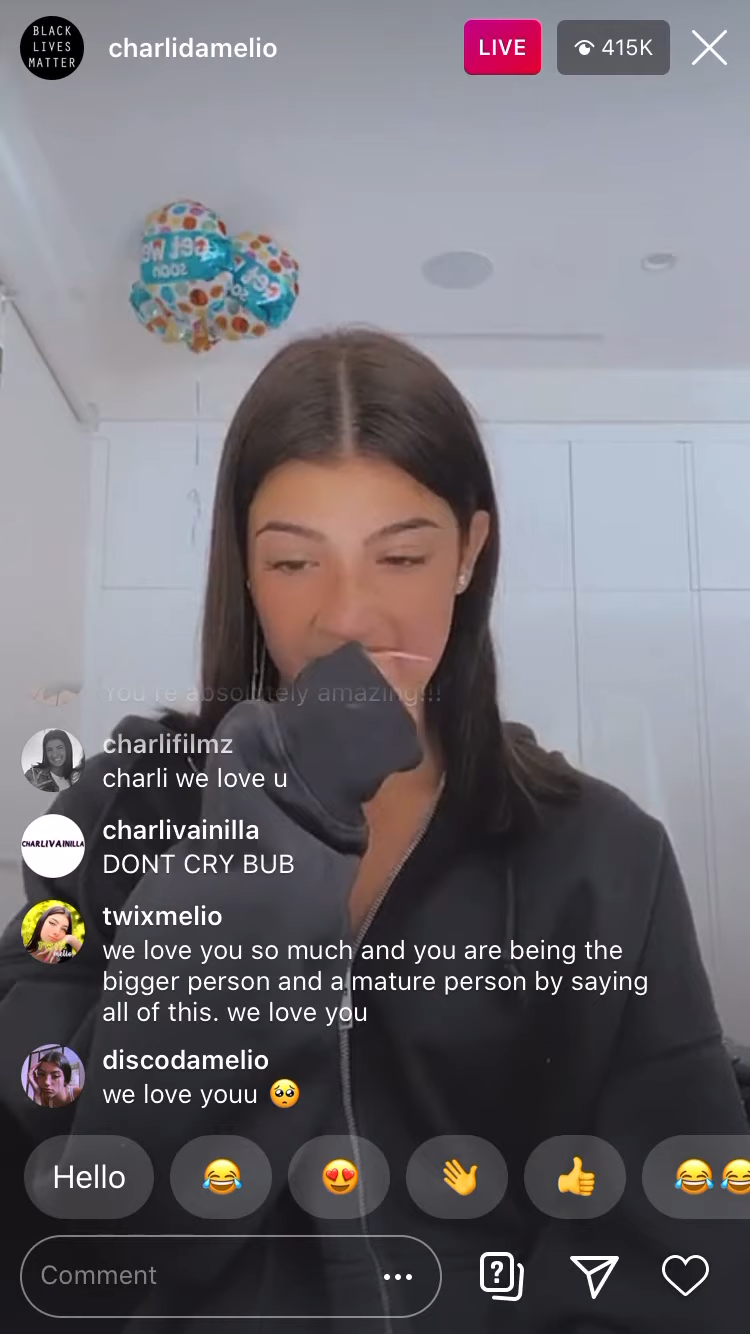 BLACK
LIVES
MATTER
charlidamelio
LIVE
415K
soon
You're absolutely amazing!!!
charlifilmz
charli we love u
CHARLIVAINILLA
charlivainilla
DONT CRY BUB
twixmelio
we love you so much and you are being the
bigger person and a mature person by saying
all of this. we love you
discodamelio
we love youu 🥺
Hello
😂
😍
👋
👍
😂😂
Comment